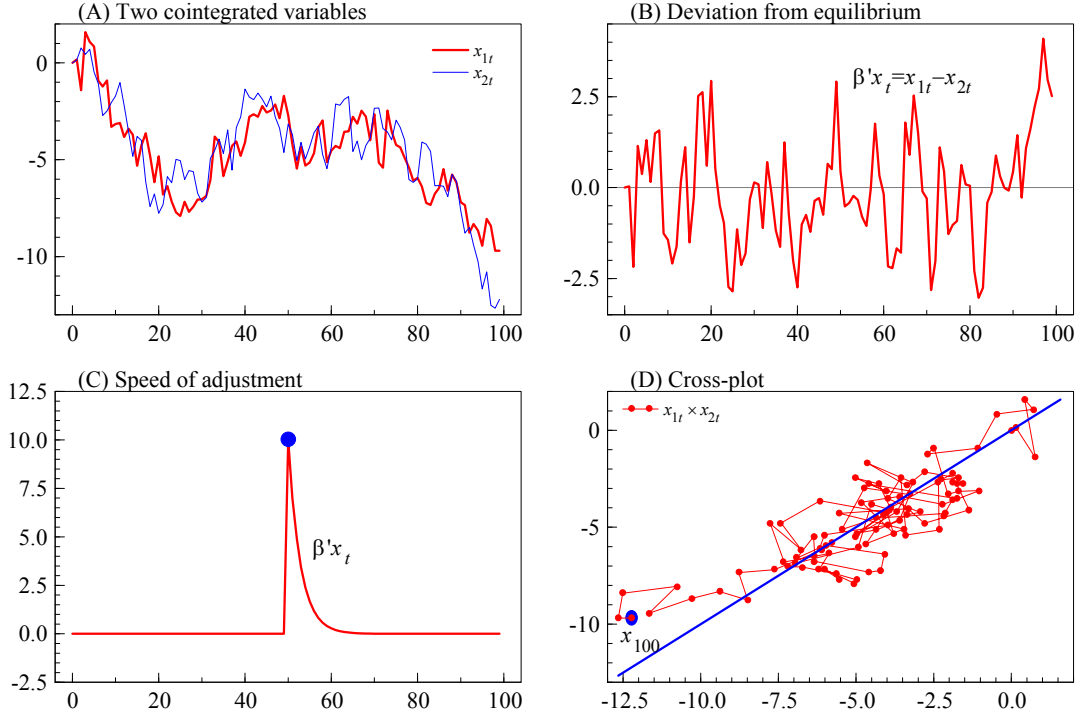 (A) Two cointegrated variables
0
-5
-10
x1t
x2t
0 20 40 60 80 100
(B) Deviation from equilibrium
2.5
0.0
-2.5
β'xt=x1t−x2t
0 20 40 60 80 100
(C) Speed of adjustment
12.5
10.0
7.5
5.0
2.5
0.0
-2.5
β'xt
0 20 40 60 80 100
(D) Cross-plot
0
-5
-10
x1t × x2t
x100
-12.5 -10.0 -7.5 -5.0 -2.5 0.0